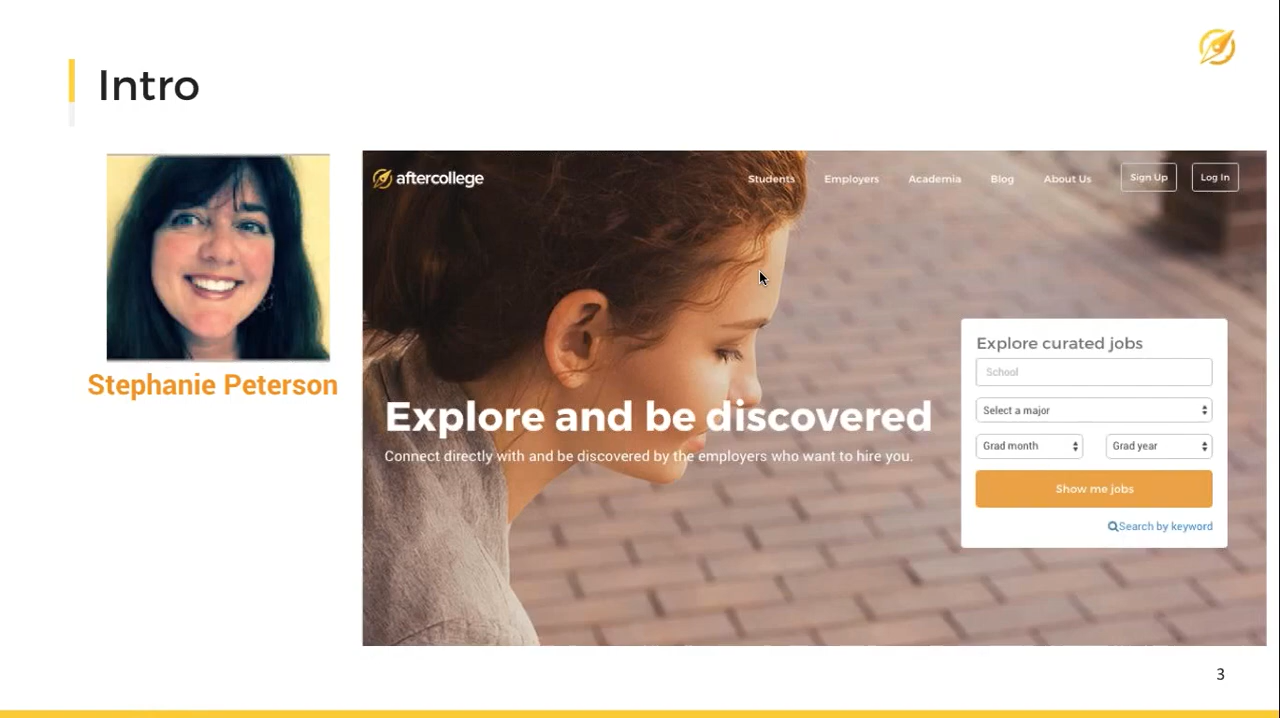 Intro
Stephanie Peterson
aftercollege
Students Employers Academia Blog About Us Sign Up Log In
Explore and be discovered
Connect directly with and be discovered by the employers who want to hire you.
Explore curated jobs
School
Select a major
Grad month Grad year
Show me jobs
Search by keyword
3